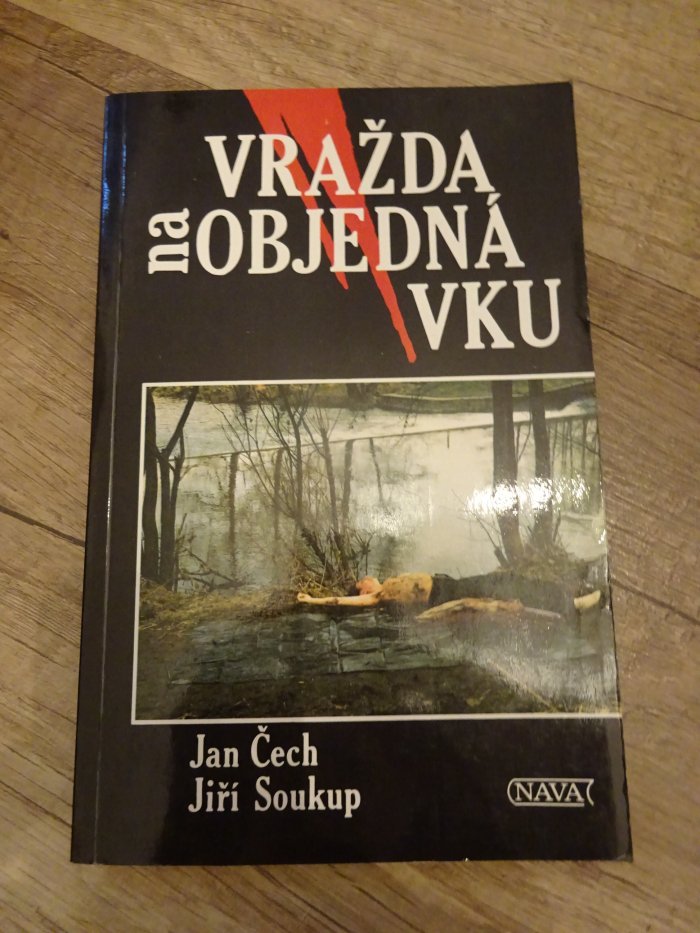 VRAŽDA
na OBJEDNÁ
VKU
Jan Čech
Jiří Soukup
NAVA